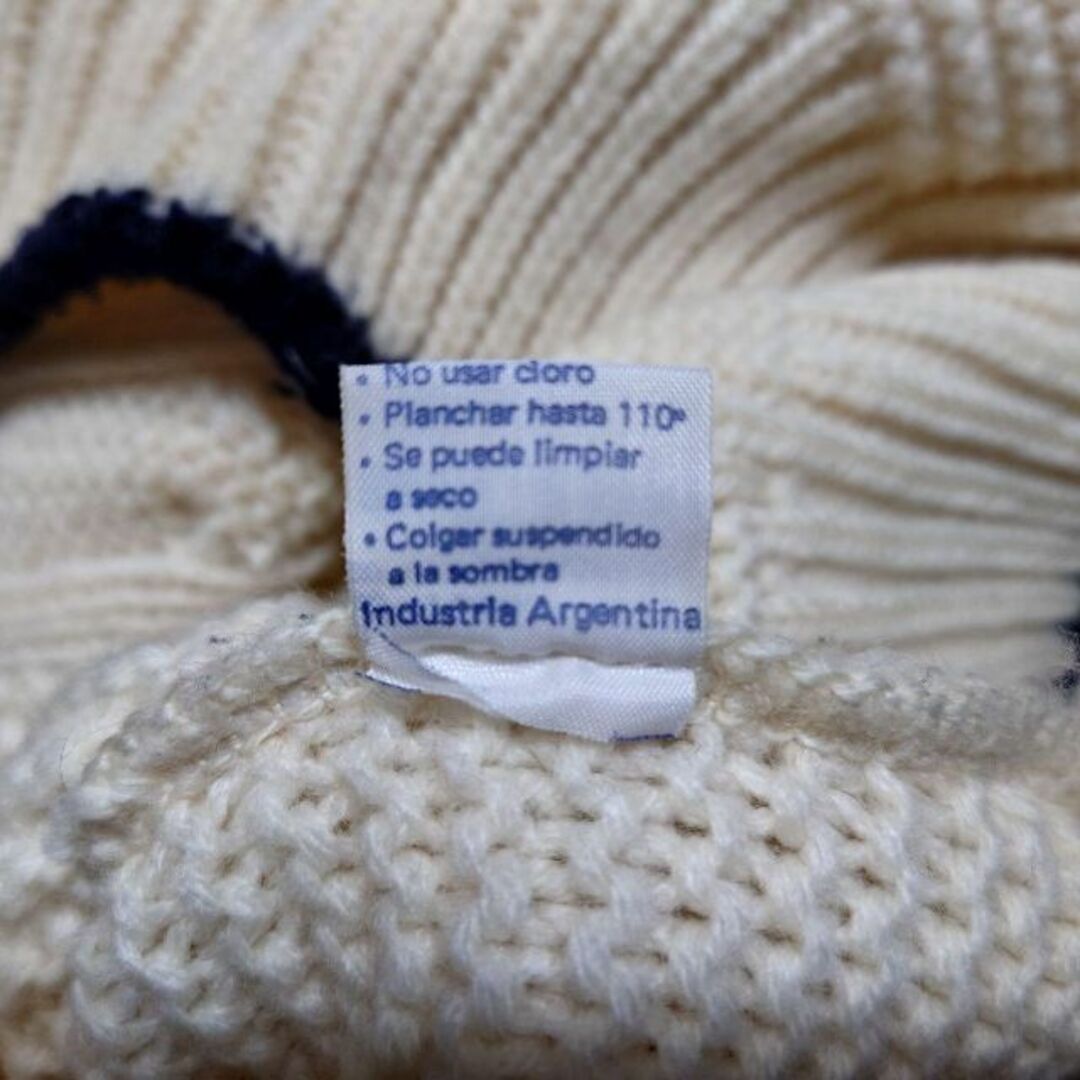 • No usar cloro
• Planchar hasta 110º
• Se puede limpiar
a seco
• Colgar suspendido
a la sombra
Industria Argentina